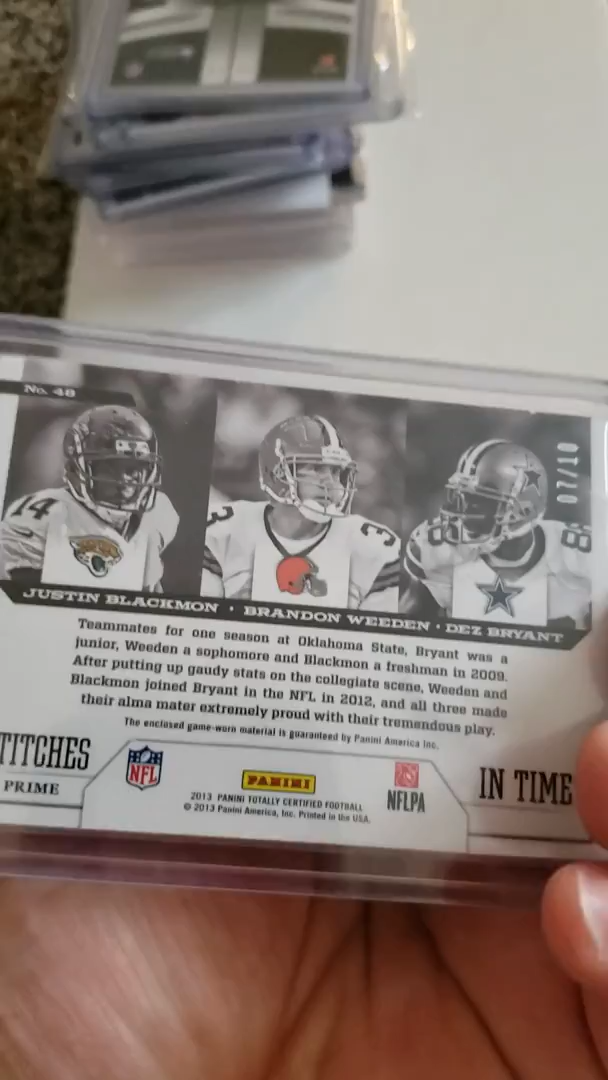 No. 48
07/10
14
3
3
88
JUSTIN BLACKMON • BRANDON WEEDEN • DEZ BRYANT
Teammates for one season at Oklahoma State, Bryant was a
junior, Weeden a sophomore and Blackmon a freshman in 2009.
After putting up gaudy stats on the collegiate scene, Weeden and
Blackmon joined Bryant in the NFL in 2012, and all three made
their alma mater extremely proud with their tremendous play.
The enclosed game-worn material is guaranteed by Panini America Inc.
TITCHES
PRIME
IN TIME
NFL
PANINI
NFLPA
2013 PANINI TOTALLY CERTIFIED FOOTBALL
© 2013 Panini America, Inc. Printed in the USA.